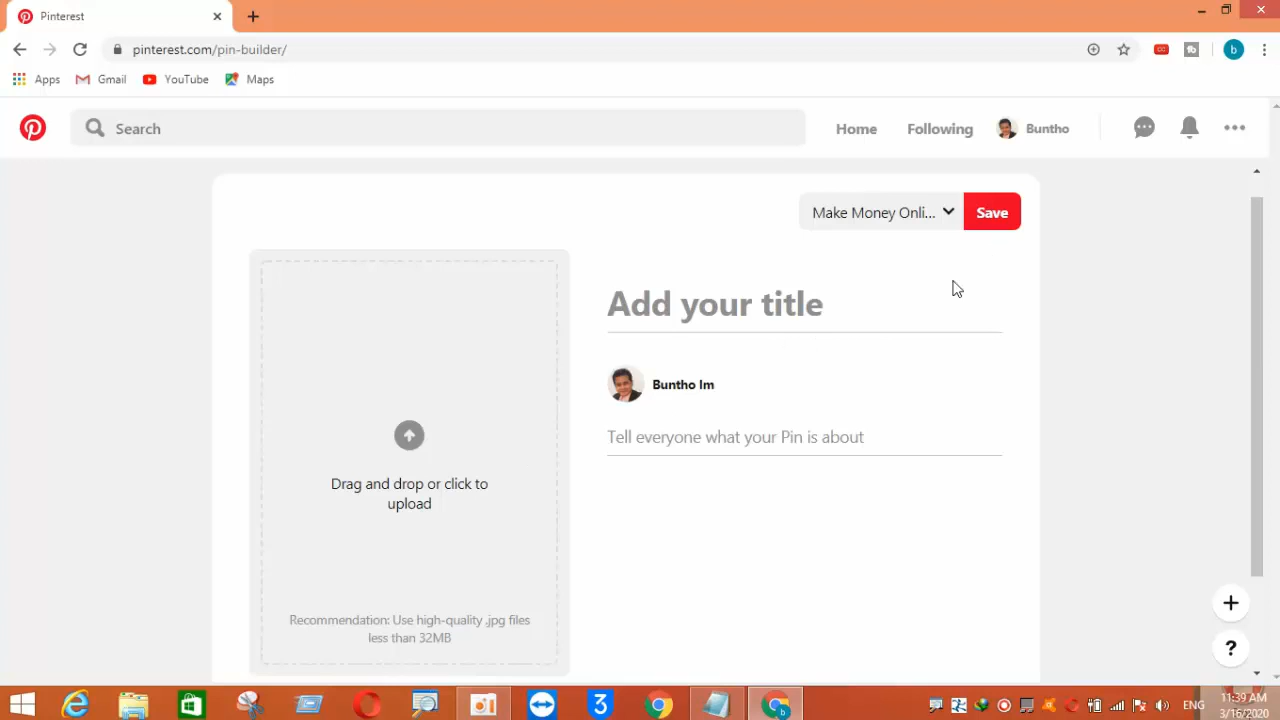 Pinterest
pinterest.com/pin-builder/
Apps Gmail YouTube Maps
Search Home Following Buntho
Make Money Onli... Save
Add your title
Buntho Im
Tell everyone what your Pin is about
Drag and drop or click to
upload
Recommendation: Use high-quality .jpg files
less than 32MB
ENG
11:39 AM
3/16/2020